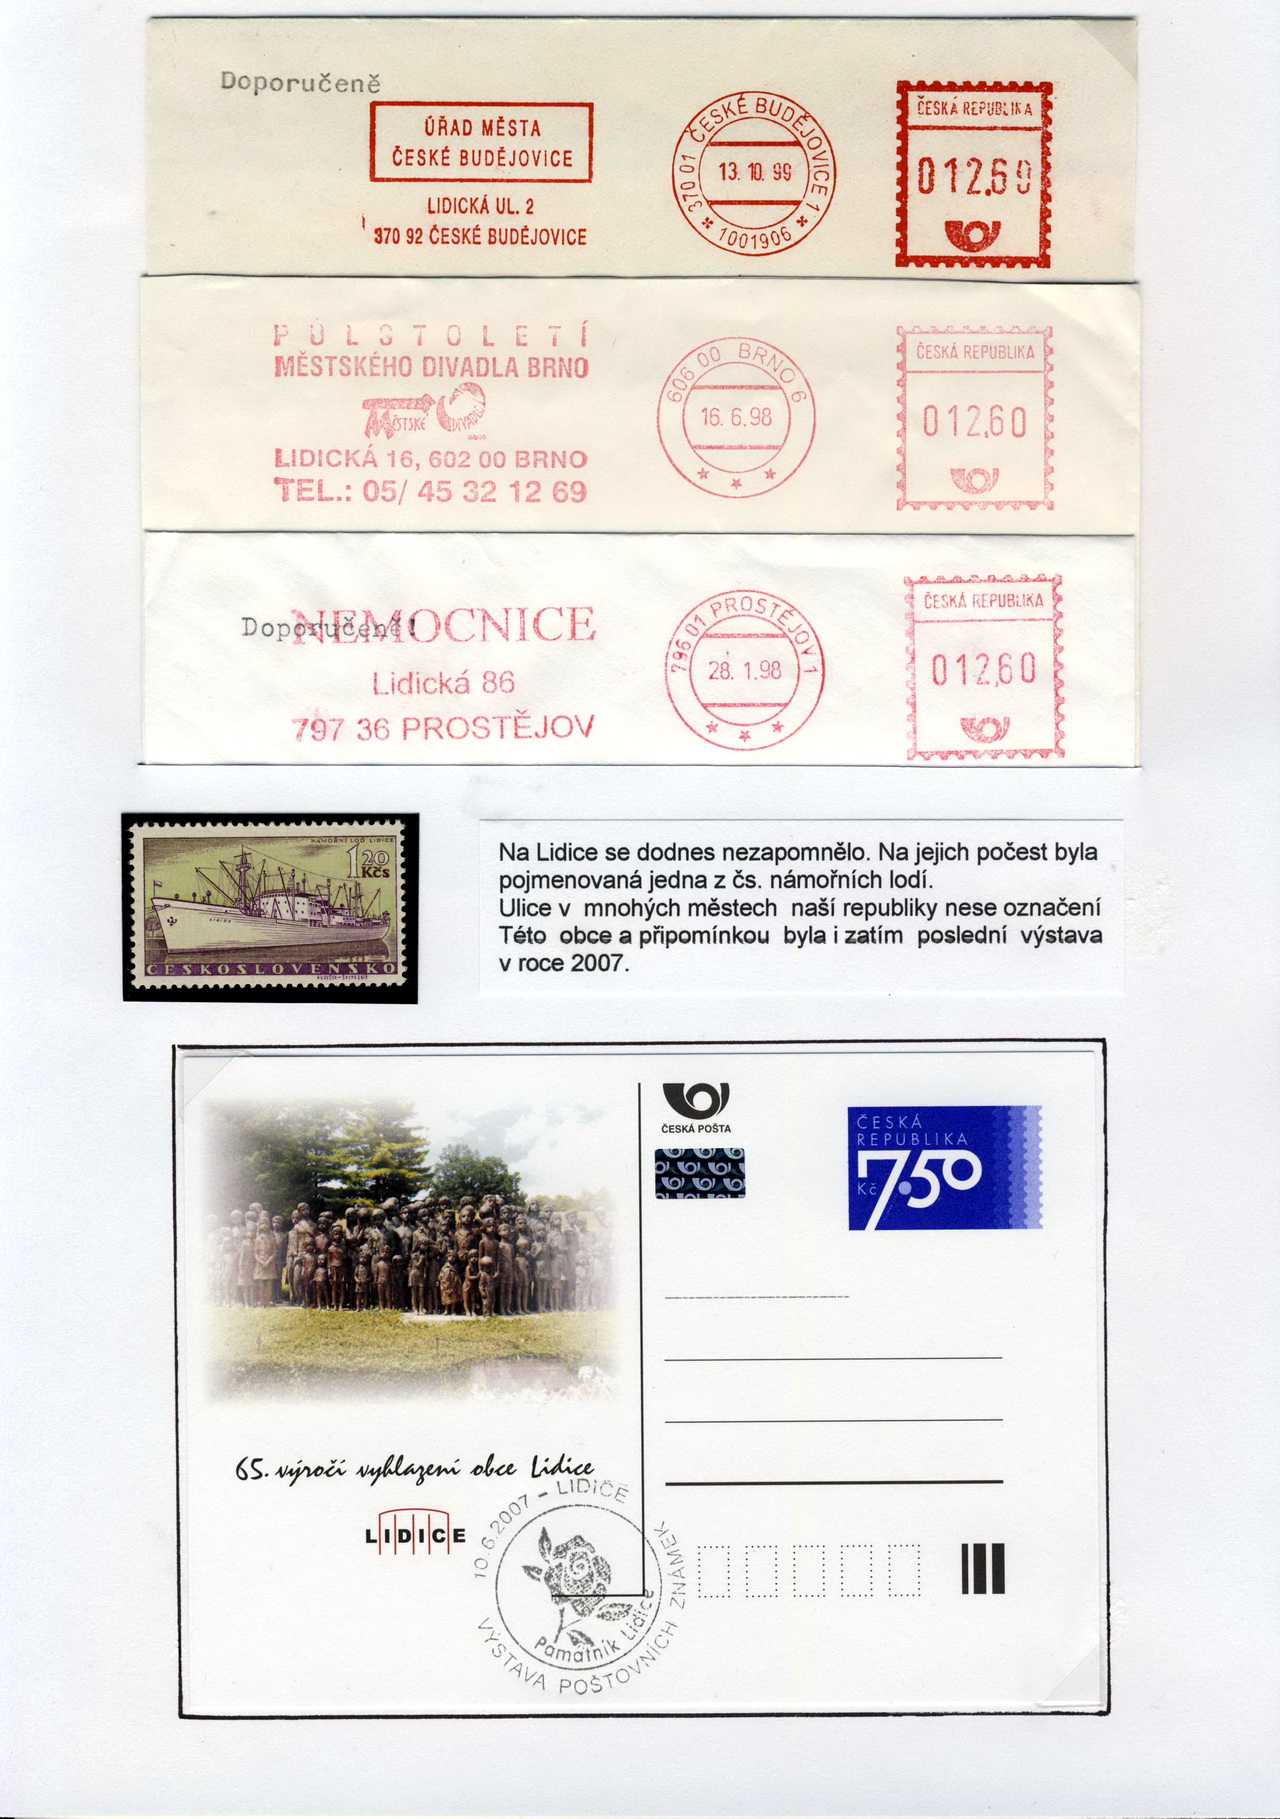 Doporučeně
ÚŘAD MĚSTA
ČESKÉ BUDĚJOVICE
LIDICKÁ UL. 2
370 92 ČESKÉ BUDĚJOVICE
370 01 ČESKÉ BUDĚJOVICE 1
13. 10. 99
1001906
ČESKÁ REPUBLIKA
012,60
PŮLSTOLETÍ
MĚSTSKÉHO DIVADLA BRNO
MĚSTSKÉ DIVADLO
LIDICKÁ 16, 602 00 BRNO
TEL.: 05/ 45 32 12 69
606 00 BRNO 6
16. 6.98
ČESKÁ REPUBLIKA
012,60
Doporučeně!
NEMOCNICE
Lidická 86
797 36 PROSTĚJOV
796 01 PROSTĚJOV 1
28. 1.98
ČESKÁ REPUBLIKA
012,60
NÁMOŘNÍ LOĎ LIDICE
1,20
Kčs
LIDICE
ČESKOSLOVENSKO
Na Lidice se dodnes nezapomnělo. Na jejich počest byla
pojmenovaná jedna z čs. námořních lodí.
Ulice v mnohých městech naší republiky nese označení
Této obce a připomínkou byla i zatím poslední výstava
v roce 2007.
ČESKÁ POŠTA
ČESKÁ
REPUBLIKA
Kč 7.50
65. výročí vyhlazení obce Lidice
LIDICE
10.6.2007 - LIDICE
Památník Lidice
VÝSTAVA POŠTOVNÍCH ZNÁMEK